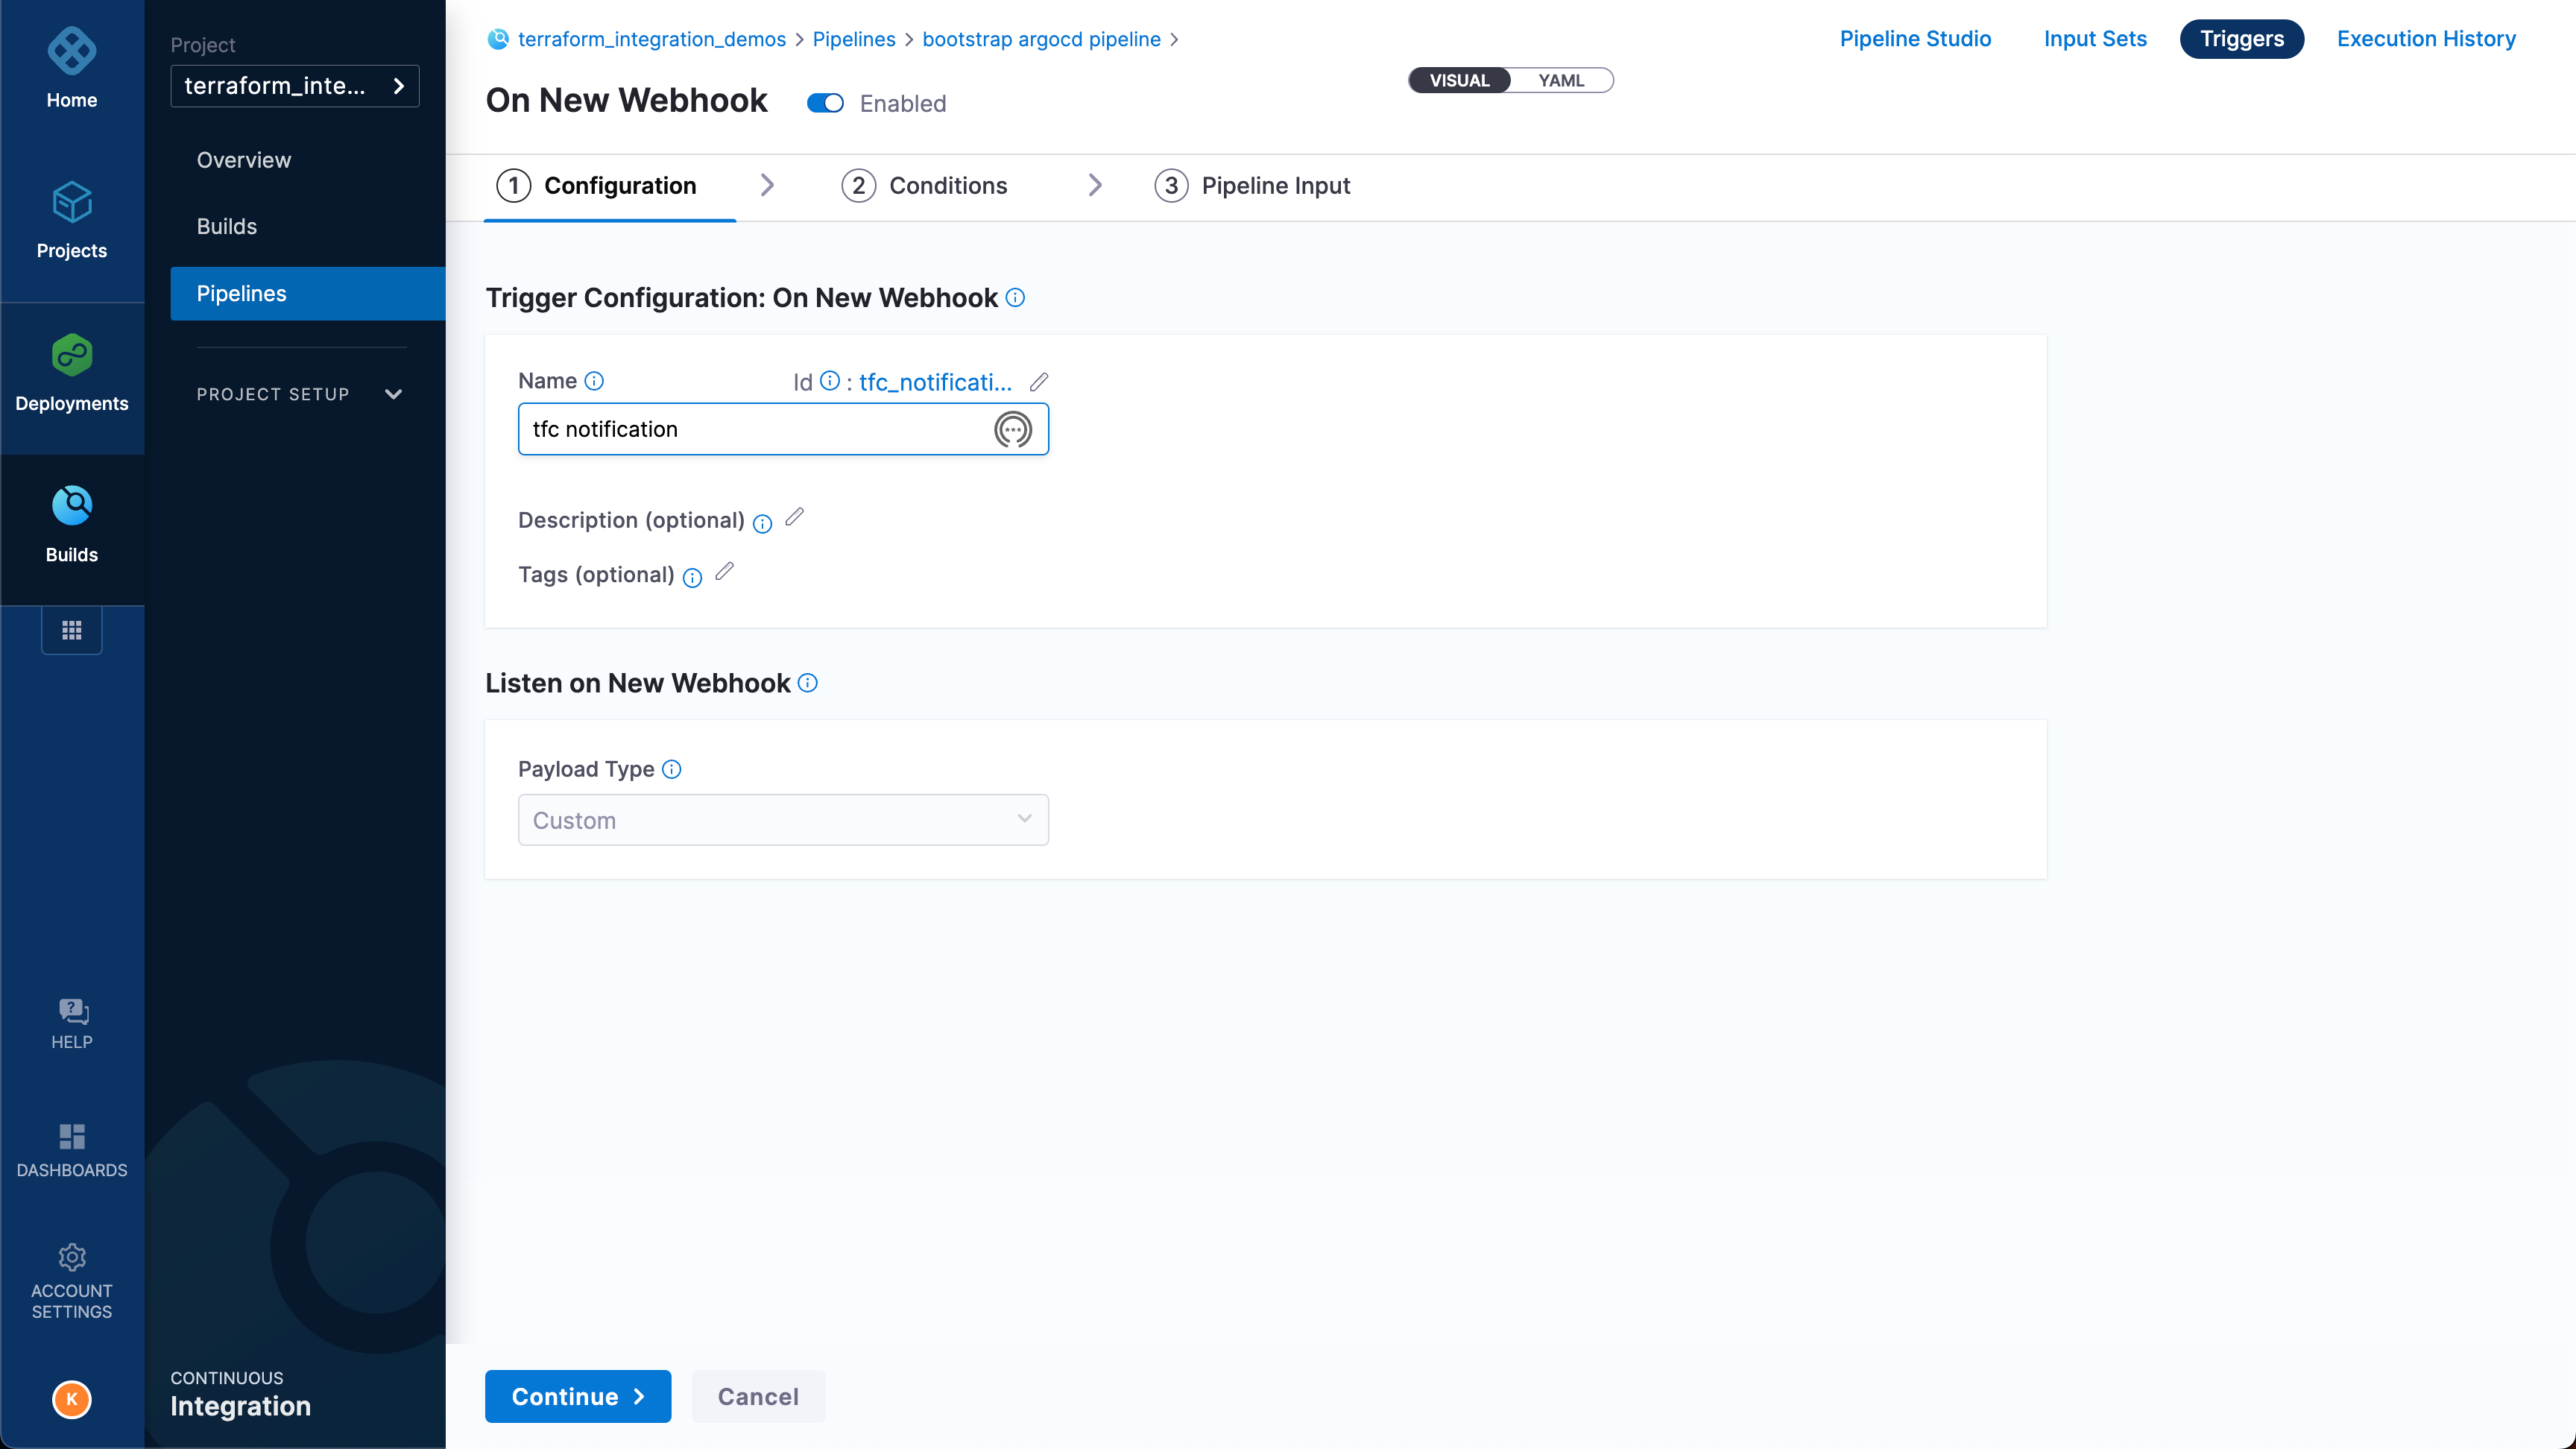 Home
Projects
Deployments
Builds
HELP
DASHBOARDS
ACCOUNT
SETTINGS
K
Project
terraform_inte...
Overview
Builds
Pipelines
PROJECT SETUP
CONTINUOUS
Integration
terraform_integration_demos > Pipelines > bootstrap argocd pipeline >
Pipeline Studio
Input Sets
Triggers
Execution History
On New Webhook
Enabled
VISUAL
YAML
1 Configuration
2 Conditions
3 Pipeline Input
Trigger Configuration: On New Webhook
Name
Id : tfc_notificati...
tfc notification
Description (optional)
Tags (optional)
Listen on New Webhook
Payload Type
Custom
Continue
Cancel